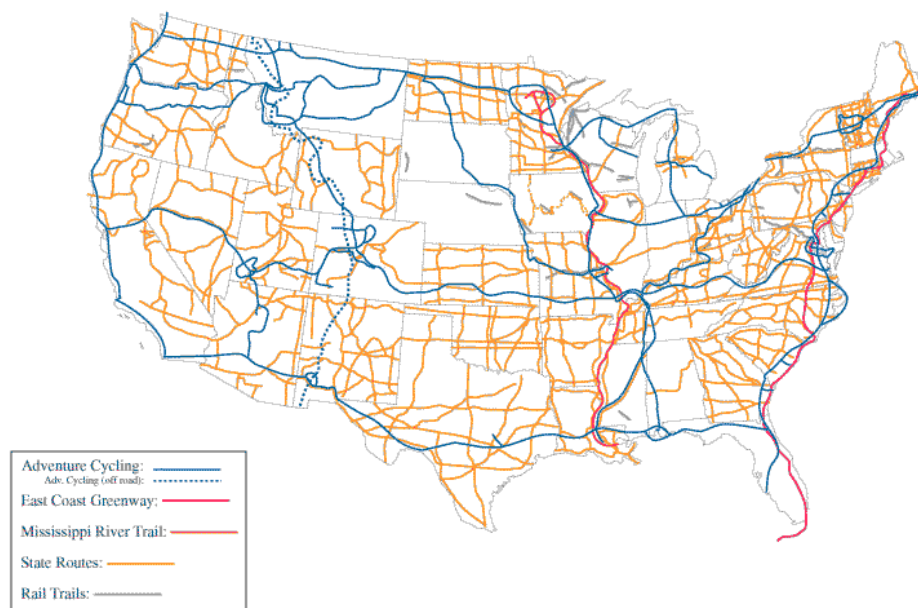 Adventure Cycling:
Adv. Cycling (off road):
East Coast Greenway:
Mississippi River Trail:
State Routes:
Rail Trails: